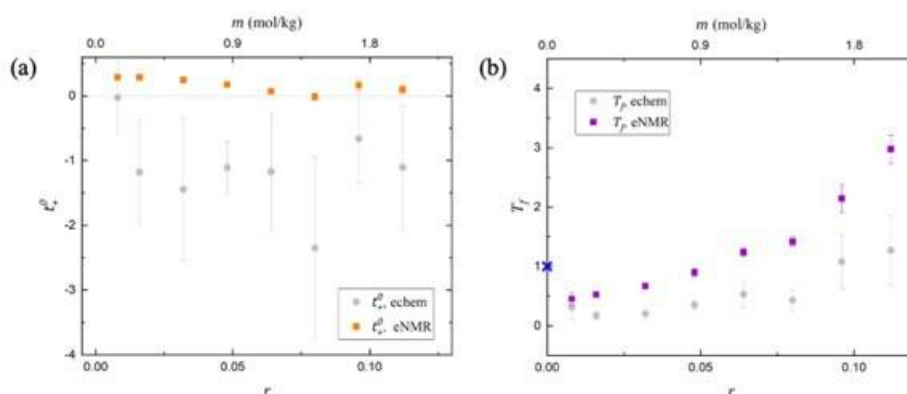 m (mol/kg)
0.0 0.9 1.8
(a)
0
-1
-2
-3
-4
t₊⁰
t₊⁰, echem
t₊⁰, eNMR
0.00 0.05 0.10
r
m (mol/kg)
0.0 0.9 1.8
(b)
4
3
2
1
0
T_f
T_f, echem
T_f, eNMR
0.00 0.05 0.10
r